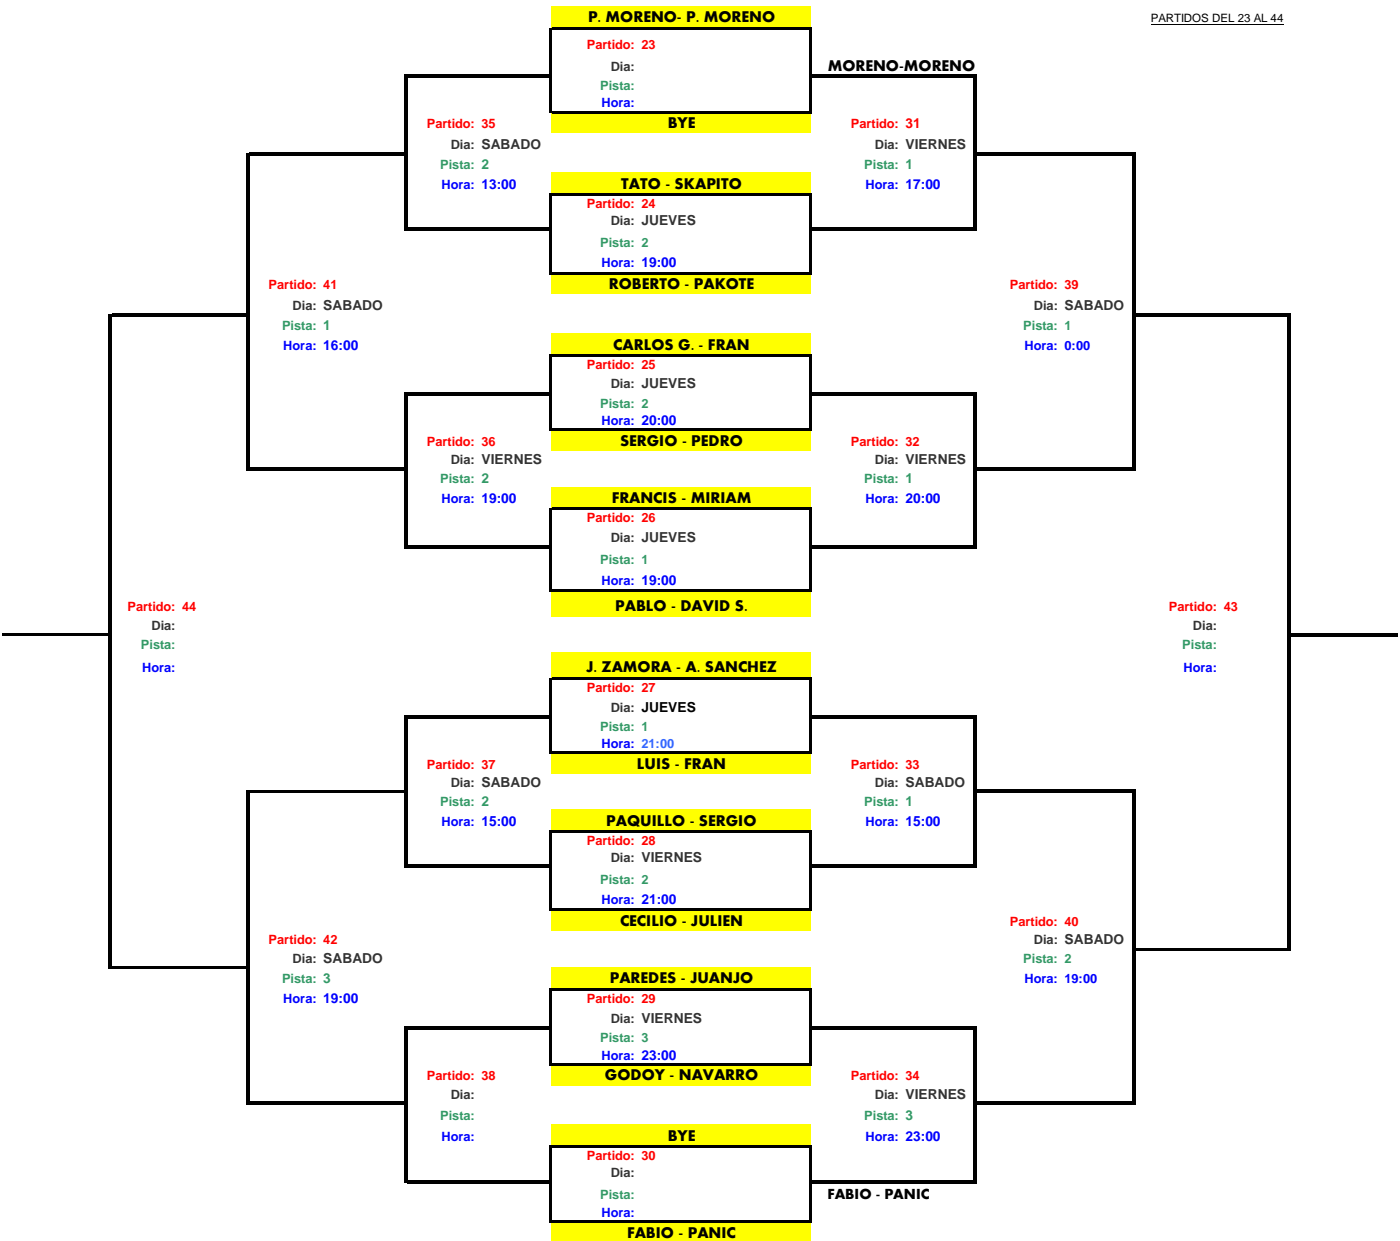 P. MORENO- P. MORENO
PARTIDOS DEL 23 AL 44
Partido: 23
Dia:
Pista:
Hora:
BYE
MORENO-MORENO
Partido: 35
Dia: SABADO
Pista: 2
Hora: 13:00
Partido: 31
Dia: VIERNES
Pista: 1
Hora: 17:00
TATO - SKAPITO
Partido: 24
Dia: JUEVES
Pista: 2
Hora: 19:00
ROBERTO - PAKOTE
Partido: 41
Dia: SABADO
Pista: 1
Hora: 16:00
Partido: 39
Dia: SABADO
Pista: 1
Hora: 0:00
CARLOS G. - FRAN
Partido: 25
Dia: JUEVES
Pista: 2
Hora: 20:00
SERGIO - PEDRO
Partido: 36
Dia: VIERNES
Pista: 2
Hora: 19:00
Partido: 32
Dia: VIERNES
Pista: 1
Hora: 20:00
FRANCIS - MIRIAM
Partido: 26
Dia: JUEVES
Pista: 1
Hora: 19:00
PABLO - DAVID S.
Partido: 44
Dia:
Pista:
Hora:
Partido: 43
Dia:
Pista:
Hora:
J. ZAMORA - A. SANCHEZ
Partido: 27
Dia: JUEVES
Pista: 1
Hora: 21:00
LUIS - FRAN
Partido: 37
Dia: SABADO
Pista: 2
Hora: 15:00
Partido: 33
Dia: SABADO
Pista: 1
Hora: 15:00
PAQUILLO - SERGIO
Partido: 28
Dia: VIERNES
Pista: 2
Hora: 21:00
CECILIO - JULIEN
Partido: 42
Dia: SABADO
Pista: 3
Hora: 19:00
Partido: 40
Dia: SABADO
Pista: 2
Hora: 19:00
PAREDES - JUANJO
Partido: 29
Dia: VIERNES
Pista: 3
Hora: 23:00
GODOY - NAVARRO
Partido: 38
Dia:
Pista:
Hora:
Partido: 34
Dia: VIERNES
Pista: 3
Hora: 23:00
BYE
Partido: 30
Dia:
Pista:
Hora:
FABIO - PANIC
FABIO - PANIC